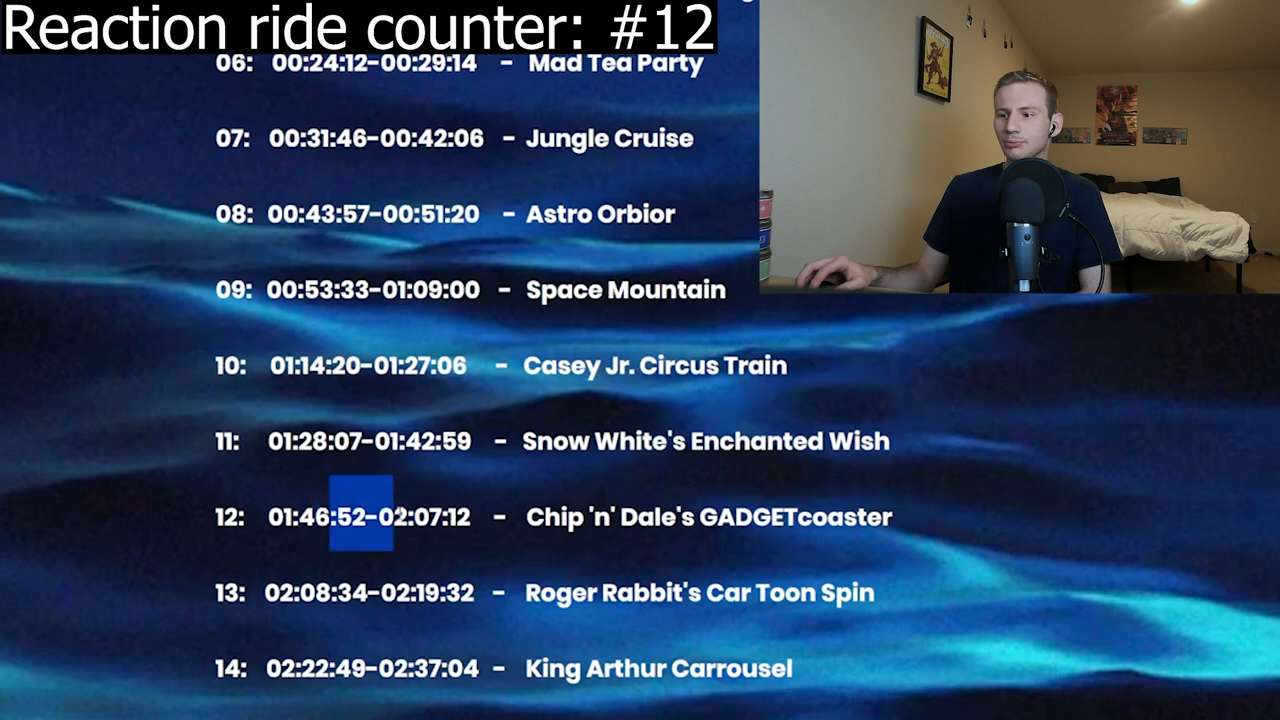 Reaction ride counter: #12
06: 00:24:12-00:29:14 - Mad Tea Party
07: 00:31:46-00:42:06 - Jungle Cruise
08: 00:43:57-00:51:20 - Astro Orbior
09: 00:53:33-01:09:00 - Space Mountain
10: 01:14:20-01:27:06 - Casey Jr. Circus Train
11: 01:28:07-01:42:59 - Snow White's Enchanted Wish
12: 01:46:52-02:07:12 - Chip 'n' Dale's GADGETcoaster
13: 02:08:34-02:19:32 - Roger Rabbit's Car Toon Spin
14: 02:22:49-02:37:04 - King Arthur Carrousel